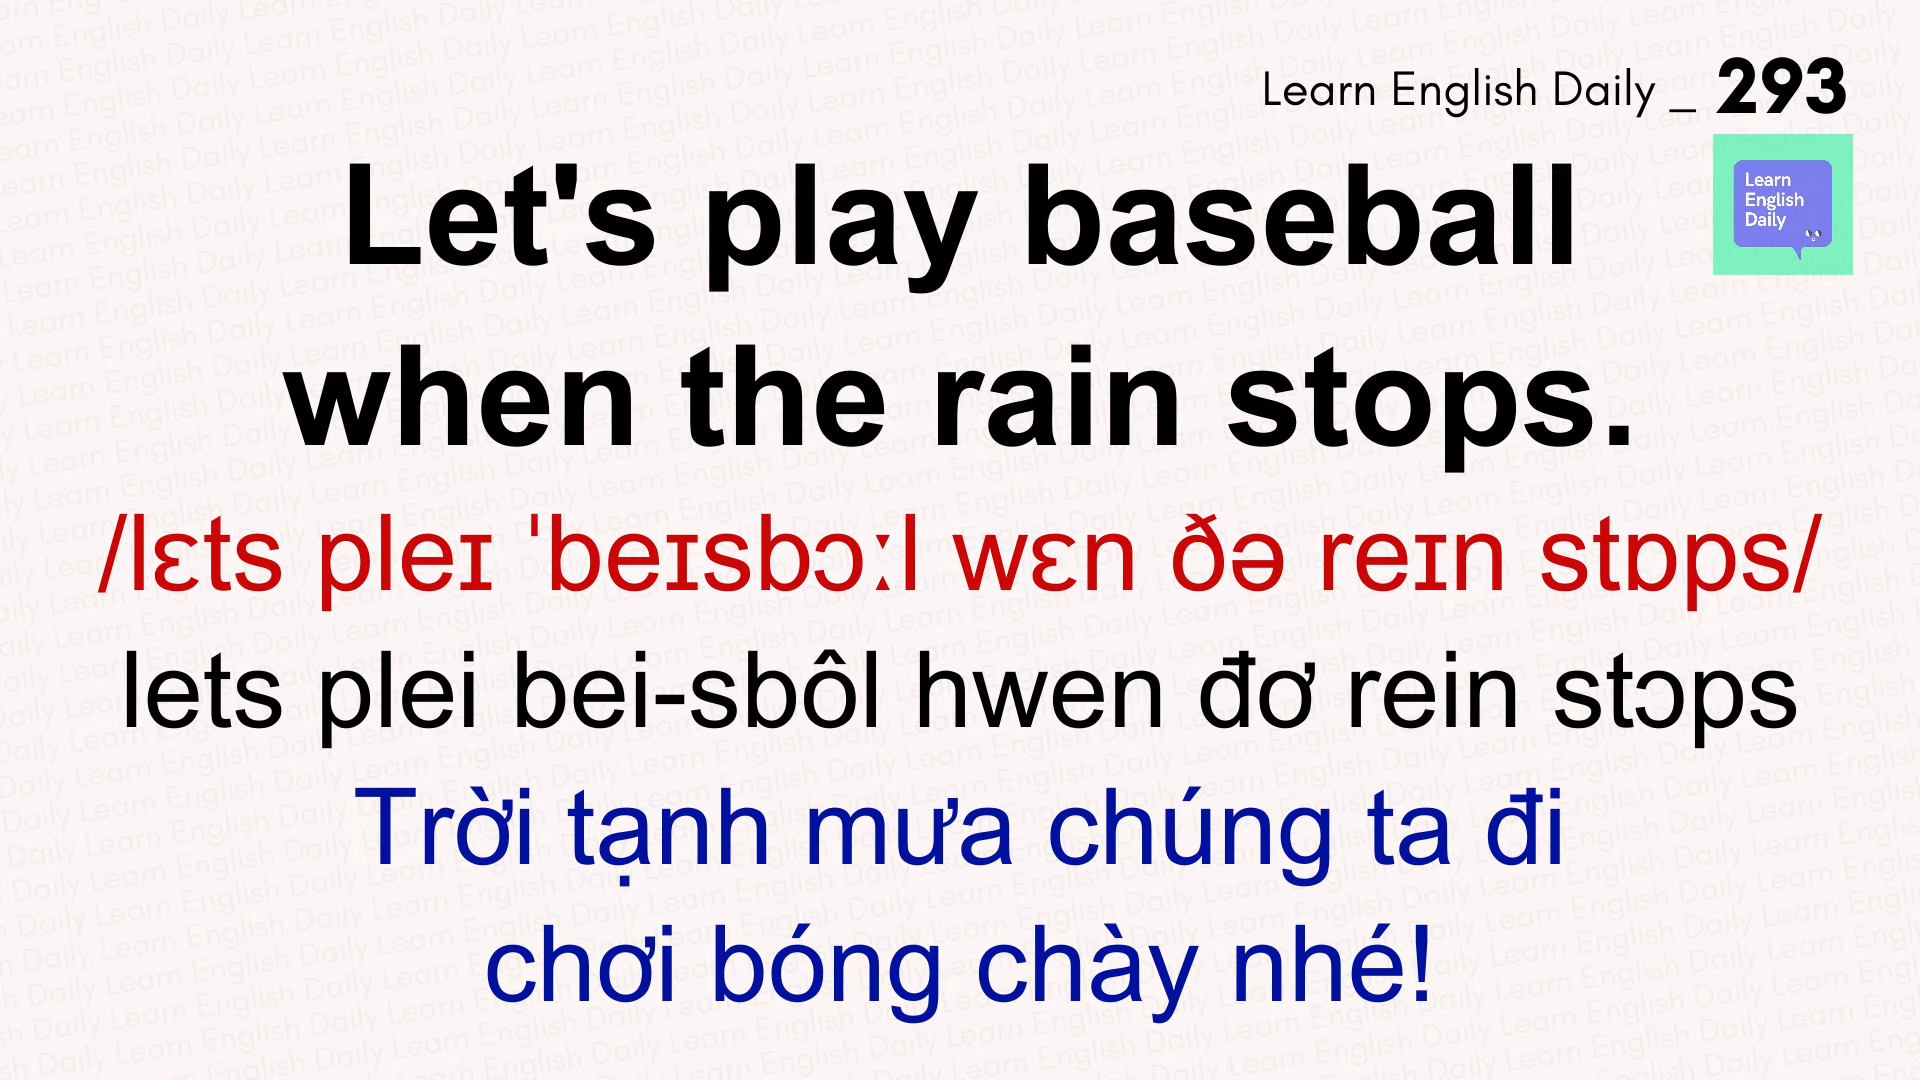 Learn English Daily _ 293
Learn
English
Daily
Let's play baseball
when the rain stops.
/lɛts pleɪ ˈbeɪsbɔːl wɛn ðə reɪn stɒps/
lets plei bei-sbôl hwen đơ rein stɔps
Trời tạnh mưa chúng ta đi
chơi bóng chày nhé!